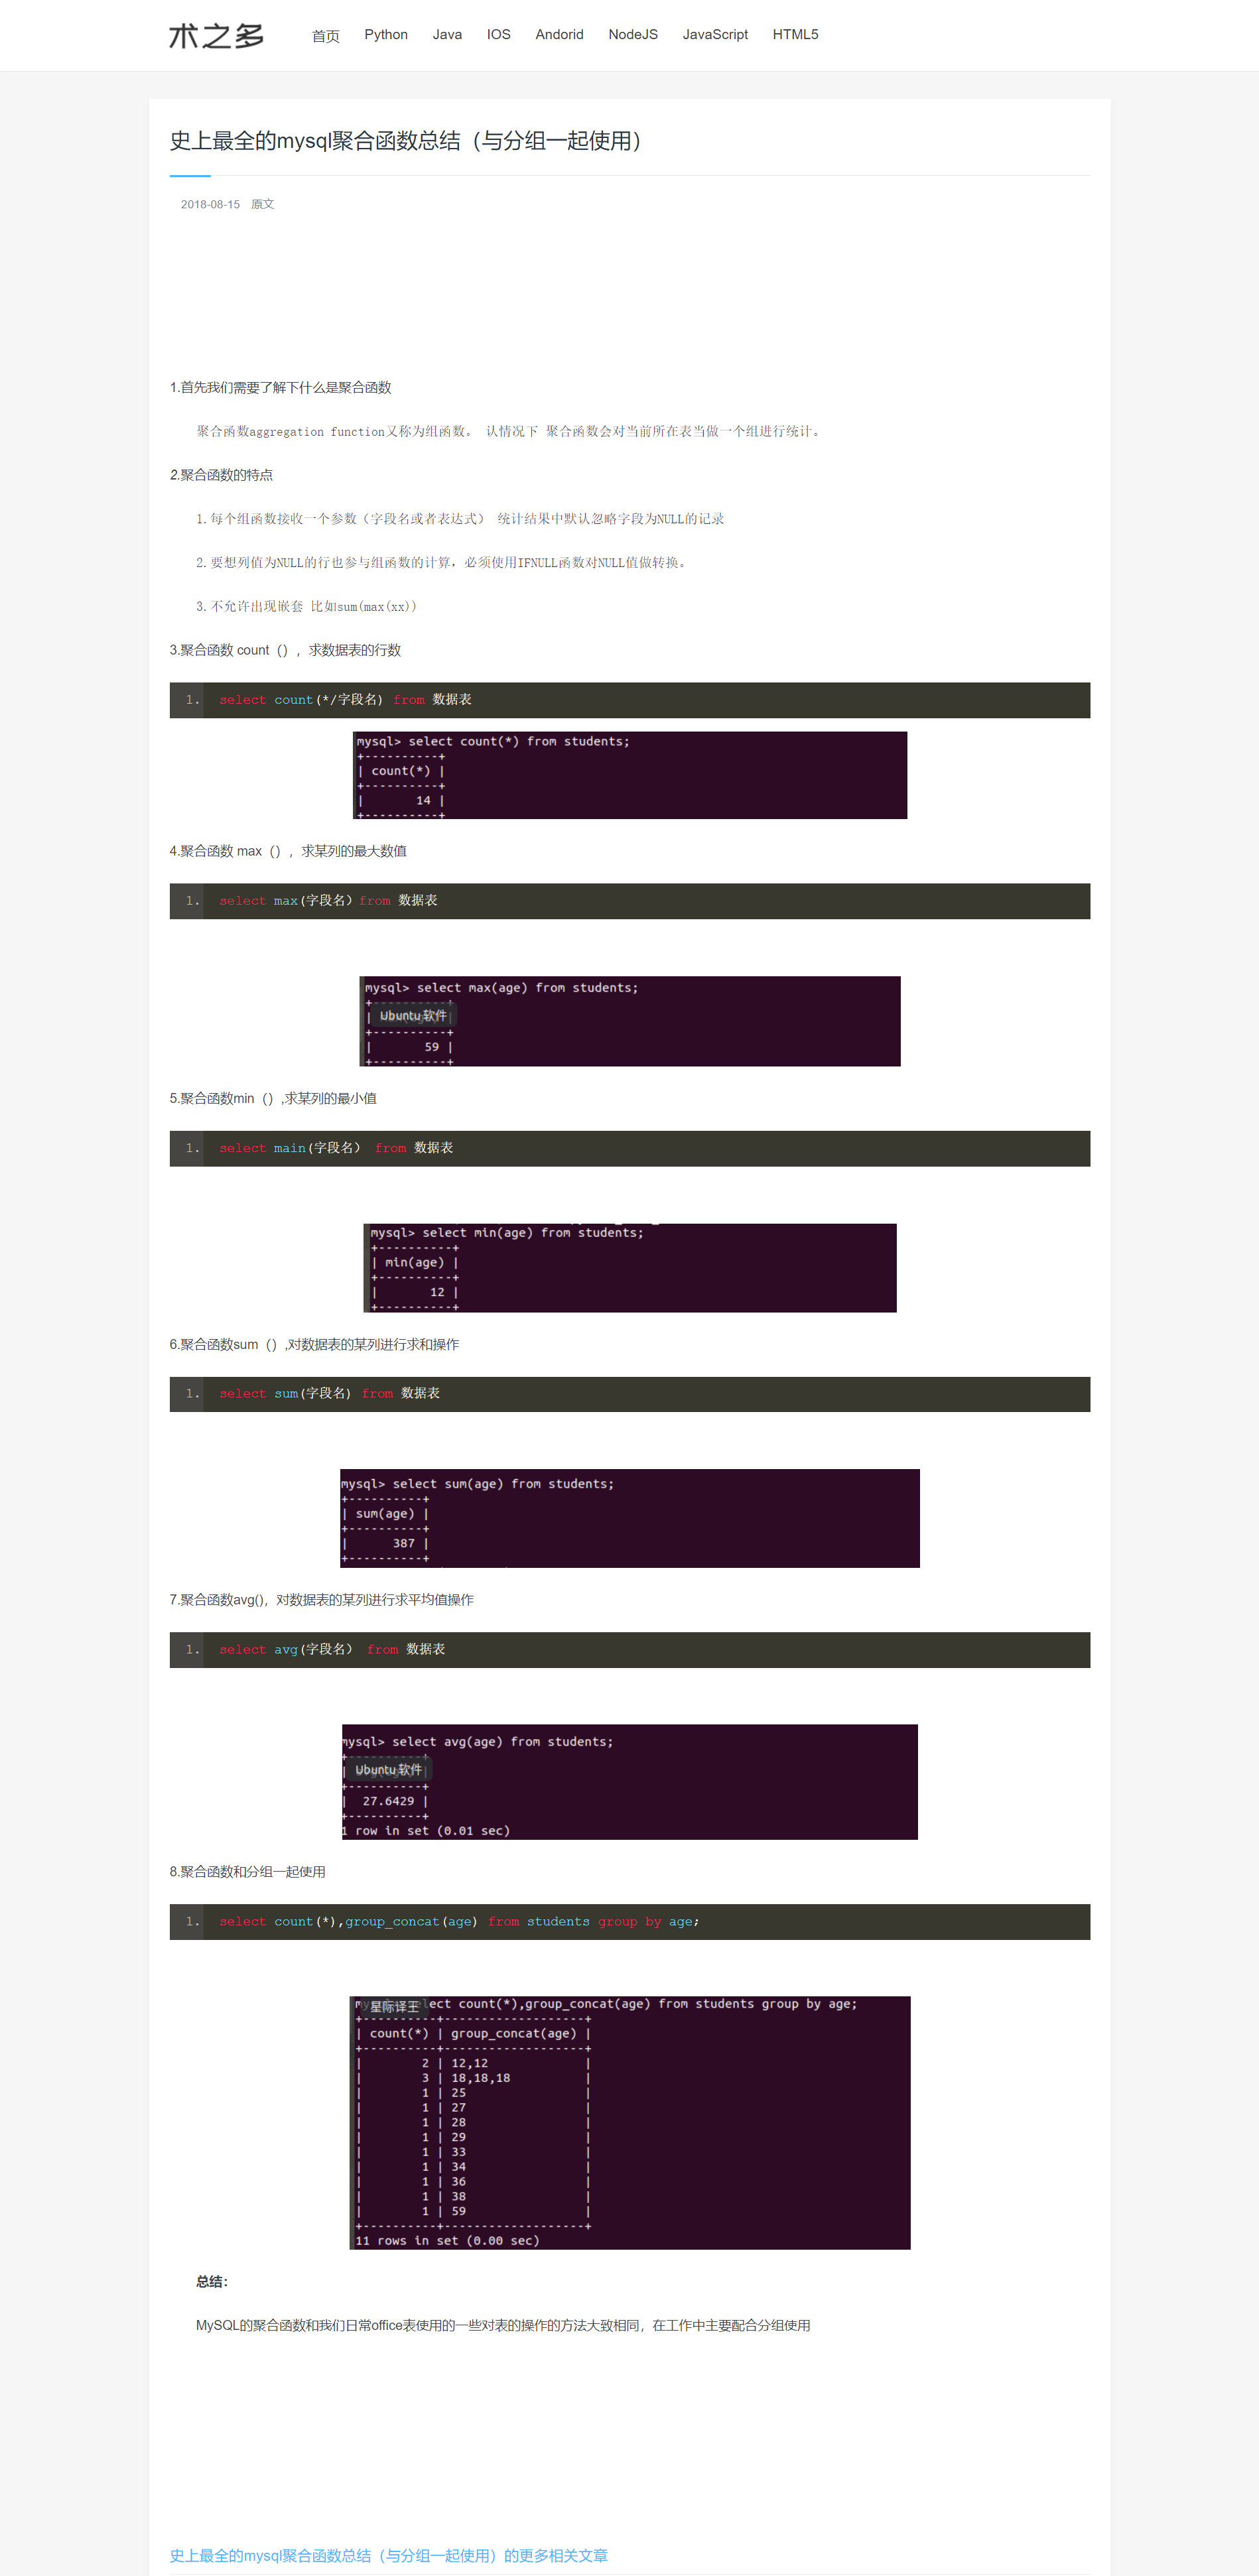 术之多
首页 Python Java IOS Andorid NodeJS JavaScript HTML5
史上最全的mysql聚合函数总结（与分组一起使用）
2018-08-15 原文
1.首先我们需要了解下什么是聚合函数
聚合函数aggregation function又称为组函数。 认情况下 聚合函数会对当前所在表当做一个组进行统计。
2.聚合函数的特点
1.每个组函数接收一个参数（字段名或者表达式） 统计结果中默认忽略字段为NULL的记录
2.要想列值为NULL的行也参与组函数的计算，必须使用IFNULL函数对NULL值做转换。
3.不允许出现嵌套 比如sum(max(xx))
3.聚合函数 count（），求数据表的行数
1. select count(*/字段名) from 数据表
mysql> select count(*) from students;
+----------+
| count(*) |
+----------+
| 14 |
+----------+
4.聚合函数 max（），求某列的最大数值
1. select max(字段名）from 数据表
mysql> select max(age) from students;
+----------+
| Ubuntu 软件 |
+----------+
| 59 |
+----------+
5.聚合函数min（）,求某列的最小值
1. select main(字段名） from 数据表
mysql> select min(age) from students;
+----------+
| min(age) |
+----------+
| 12 |
+----------+
6.聚合函数sum（）,对数据表的某列进行求和操作
1. select sum(字段名) from 数据表
mysql> select sum(age) from students;
+----------+
| sum(age) |
+----------+
| 387 |
+----------+
7.聚合函数avg()，对数据表的某列进行求平均值操作
1. select avg(字段名） from 数据表
mysql> select avg(age) from students;
+----------+
| Ubuntu 软件 |
+----------+
| 27.6429 |
+----------+
1 row in set (0.01 sec)
8.聚合函数和分组一起使用
1. select count(*),group_concat(age) from students group by age;
星际译王 lect count(*),group_concat(age) from students group by age;
+----------+-------------------+
| count(*) | group_concat(age) |
+----------+-------------------+
| 2 | 12,12 |
| 3 | 18,18,18 |
| 1 | 25 |
| 1 | 27 |
| 1 | 28 |
| 1 | 29 |
| 1 | 33 |
| 1 | 34 |
| 1 | 36 |
| 1 | 38 |
| 1 | 59 |
+----------+-------------------+
11 rows in set (0.00 sec)
总结：
MySQL的聚合函数和我们日常office表使用的一些对表的操作的方法大致相同，在工作中主要配合分组使用
史上最全的mysql聚合函数总结（与分组一起使用）的更多相关文章